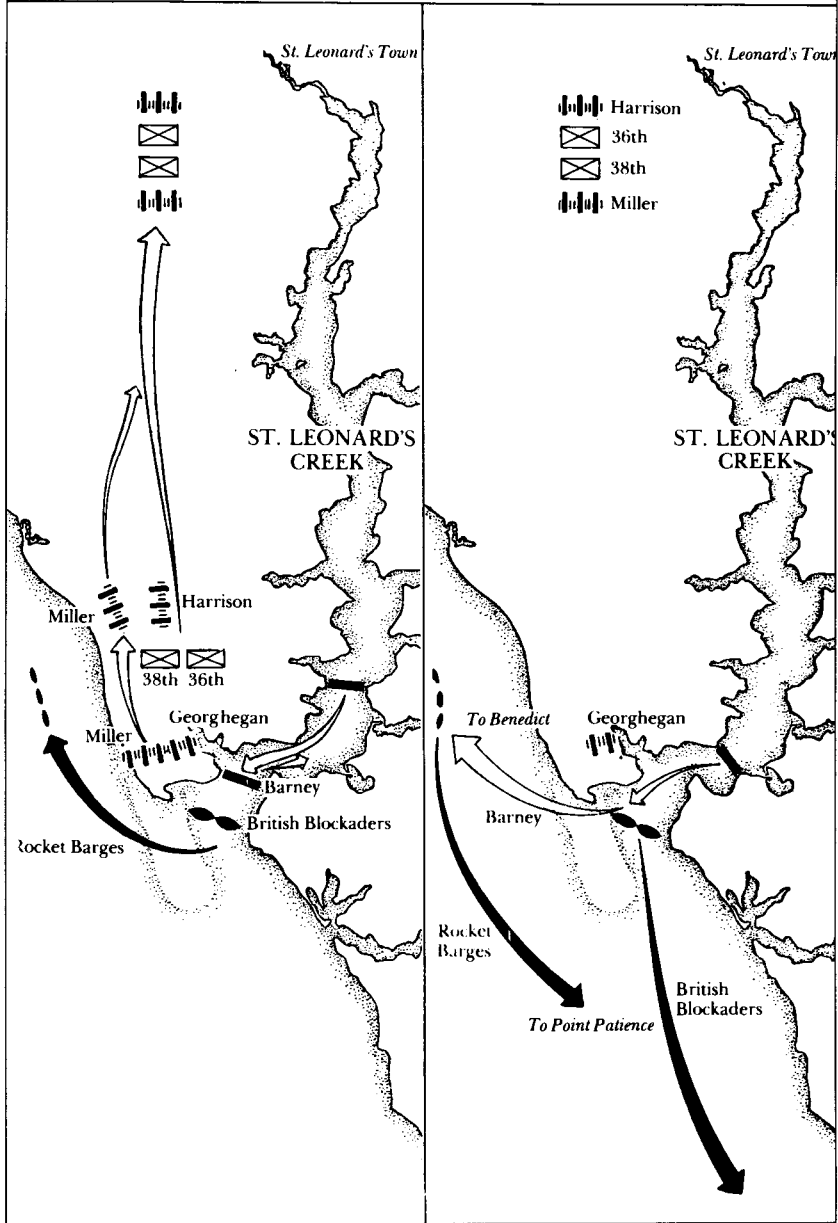 St. Leonard's Town
ST. LEONARD'S
CREEK
Miller
Harrison
38th 36th
Georghegan
Miller
Barney
British Blockaders
Rocket Barges
St. Leonard's Town
Harrison
36th
38th
Miller
ST. LEONARD'S
CREEK
To Benedict
Georghegan
Barney
Rocket
Barges
British
Blockaders
To Point Patience